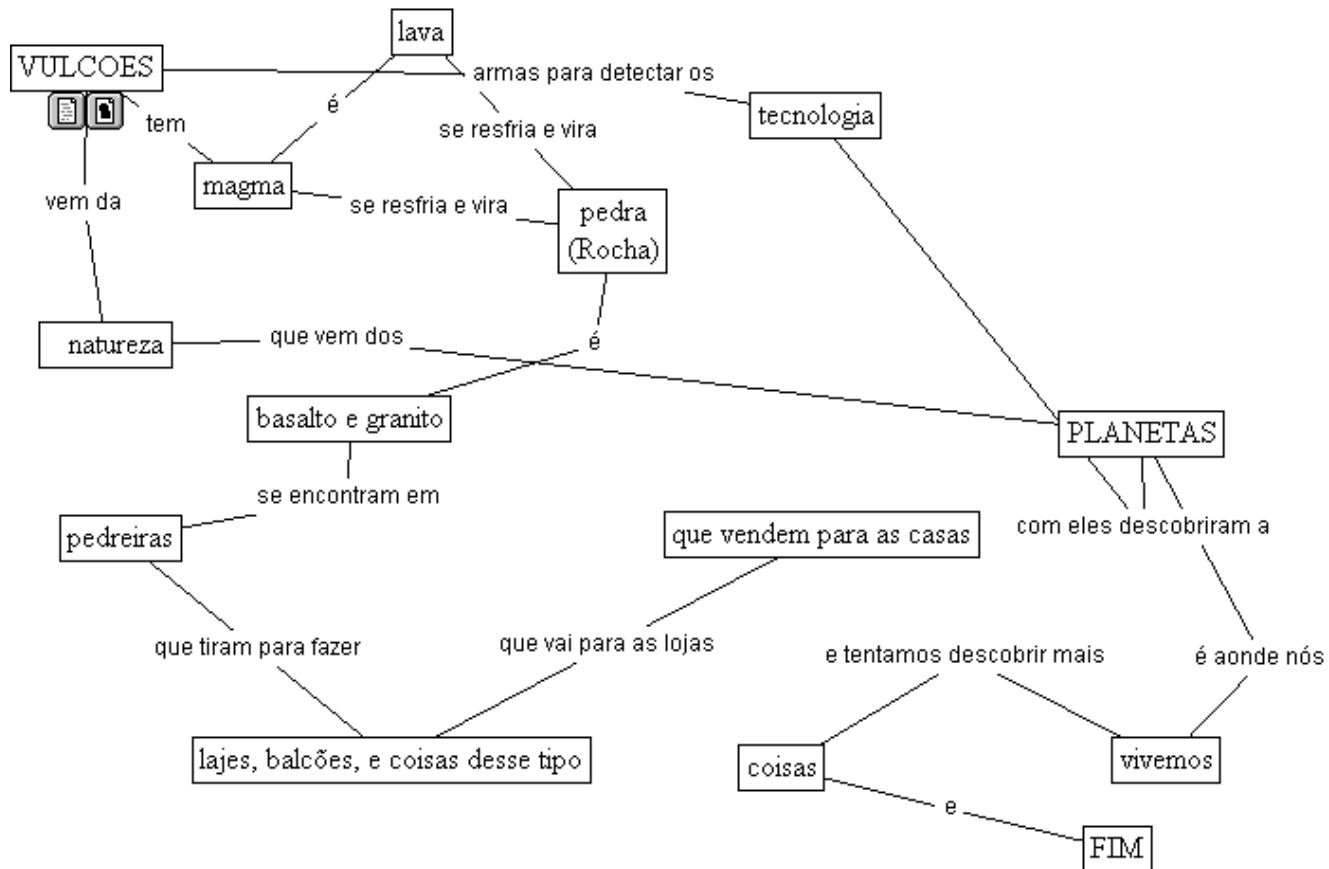 lava
VULCOES
armas para detectar os
tecnologia
é
tem
se resfria e vira
magma
vem da
se resfria e vira
pedra
(Rocha)
natureza
que vem dos
é
basalto e granito
PLANETAS
se encontram em
pedreiras
que vendem para as casas
com eles descobriram a
que tiram para fazer
que vai para as lojas
e tentamos descobrir mais
é aonde nós
lajes, balcões, e coisas desse tipo
coisas
vivemos
e
FIM